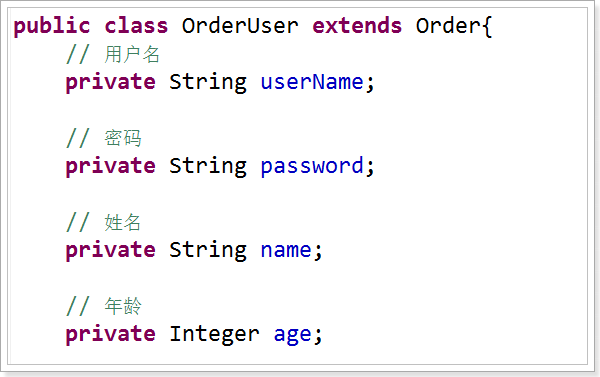 public class OrderUser extends Order{
// 用户名
private String userName;
// 密码
private String password;
// 姓名
private String name;
// 年龄
private Integer age;